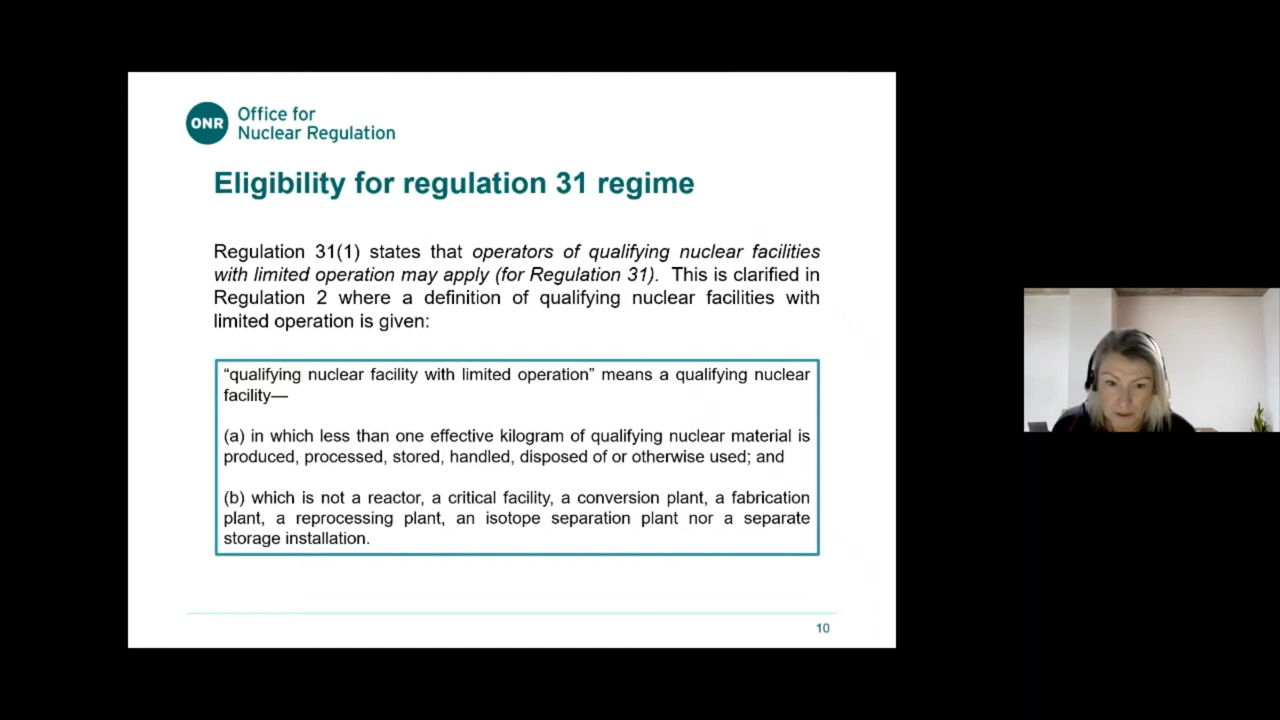 ONR
Office for
Nuclear Regulation
Eligibility for regulation 31 regime
Regulation 31(1) states that operators of qualifying nuclear facilities
with limited operation may apply (for Regulation 31). This is clarified in
Regulation 2 where a definition of qualifying nuclear facilities with
limited operation is given:
“qualifying nuclear facility with limited operation” means a qualifying nuclear
facility—
(a) in which less than one effective kilogram of qualifying nuclear material is
produced, processed, stored, handled, disposed of or otherwise used; and
(b) which is not a reactor, a critical facility, a conversion plant, a fabrication
plant, a reprocessing plant, an isotope separation plant nor a separate
storage installation.
10